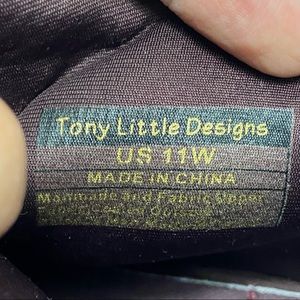 Tony Little Designs
US 11W
MADE IN CHINA
Manmade and Fabric Upper